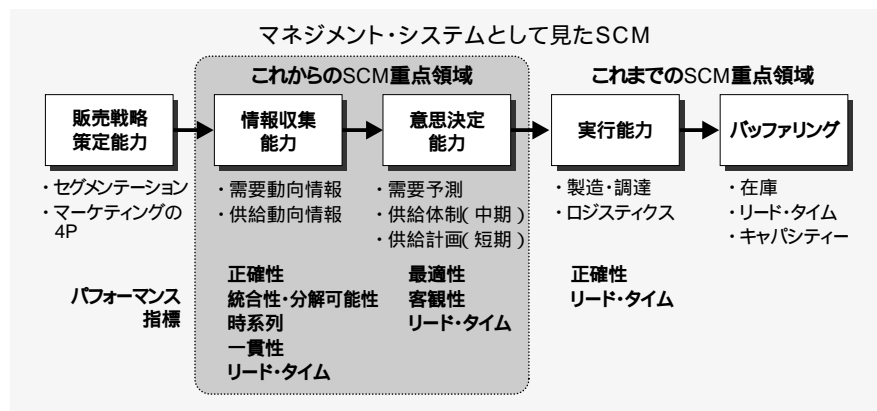 マネジメント・システムとして見たSCM
これからのSCM重点領域
これまでのSCM重点領域
販売戦略
策定能力
情報収集
能力
意思決定
能力
実行能力
バッファリング
・セグメンテーション
・マーケティングの
4P
・需要動向情報
・供給動向情報
・需要予測
・供給体制(中期)
・供給計画(短期)
・製造・調達
・ロジスティクス
・在庫
・リード・タイム
・キャパシティー
パフォーマンス
指標
正確性
統合性・分解可能性
時系列
一貫性
リード・タイム
最適性
客観性
リード・タイム
正確性
リード・タイム